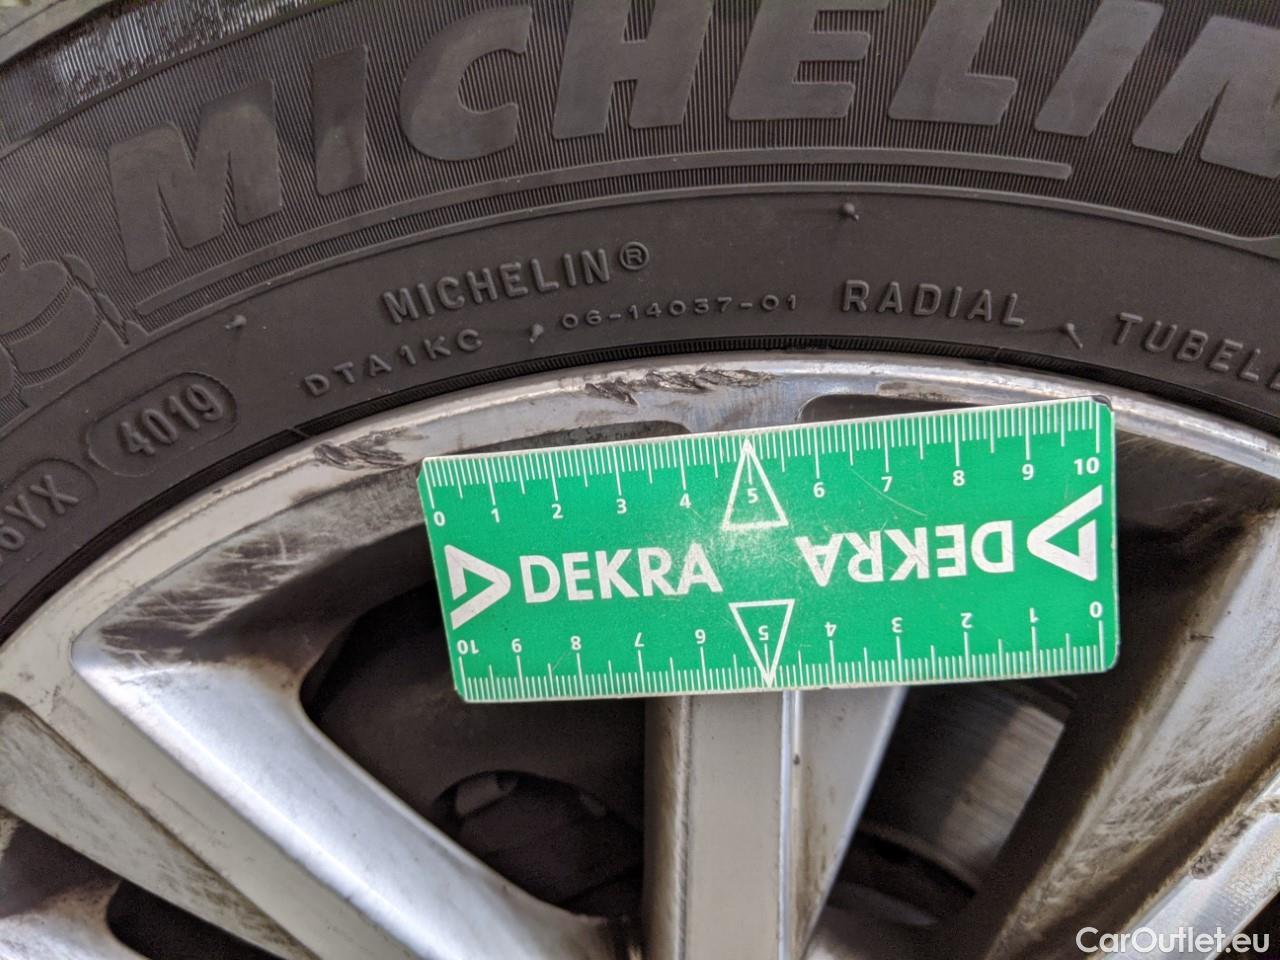 MICHELIN
MICHELIN®
DTA1KC 06-14037-01 RADIAL
4019
0 1 2 3 4 5 6 7 8 9 10
DEKRA
DEKRA
10 9 8 7 6 5 4 3 2 1 0
CarOutlet.eu